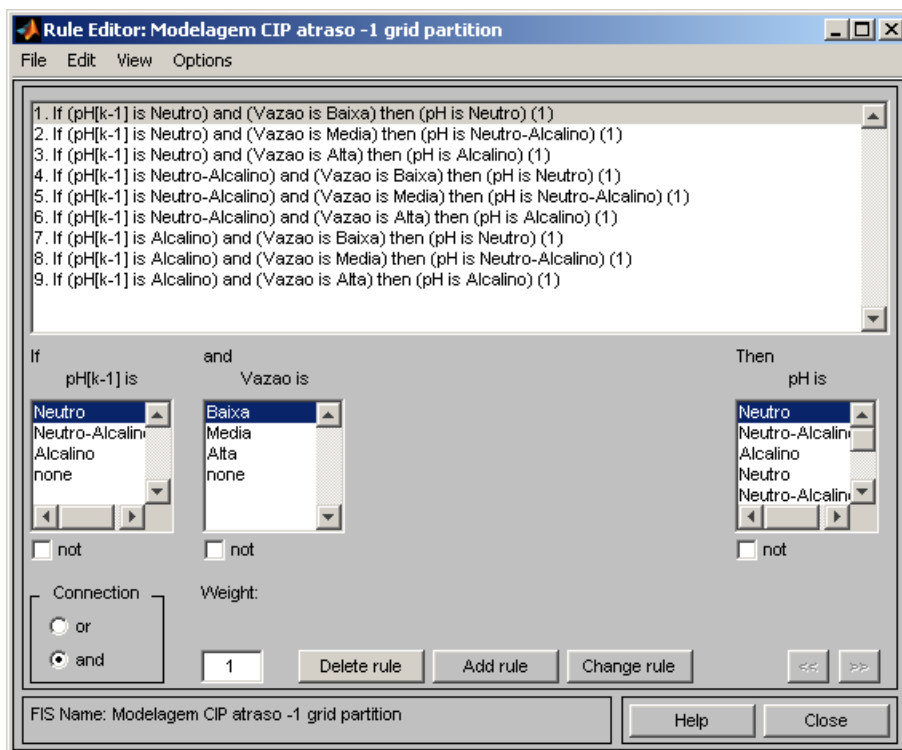 Rule Editor: Modelagem CIP atraso -1 grid partition
File Edit View Options
1. If (pH[k-1] is Neutro) and (Vazao is Baixa) then (pH is Neutro) (1)
2. If (pH[k-1] is Neutro) and (Vazao is Media) then (pH is Neutro-Alcalino) (1)
3. If (pH[k-1] is Neutro) and (Vazao is Alta) then (pH is Alcalino) (1)
4. If (pH[k-1] is Neutro-Alcalino) and (Vazao is Baixa) then (pH is Neutro) (1)
5. If (pH[k-1] is Neutro-Alcalino) and (Vazao is Media) then (pH is Neutro-Alcalino) (1)
6. If (pH[k-1] is Neutro-Alcalino) and (Vazao is Alta) then (pH is Alcalino) (1)
7. If (pH[k-1] is Alcalino) and (Vazao is Baixa) then (pH is Neutro) (1)
8. If (pH[k-1] is Alcalino) and (Vazao is Media) then (pH is Neutro-Alcalino) (1)
9. If (pH[k-1] is Alcalino) and (Vazao is Alta) then (pH is Alcalino) (1)
If
pH[k-1] is
Neutro
Neutro-Alcalin
Alcalino
none
not
and
Vazao is
Baixa
Media
Alta
none
not
Then
pH is
Neutro
Neutro-Alcalin
Alcalino
Neutro
Neutro-Alcalin
not
Connection
or
and
Weight:
1
Delete rule
Add rule
Change rule
<<
>>
FIS Name: Modelagem CIP atraso -1 grid partition
Help
Close